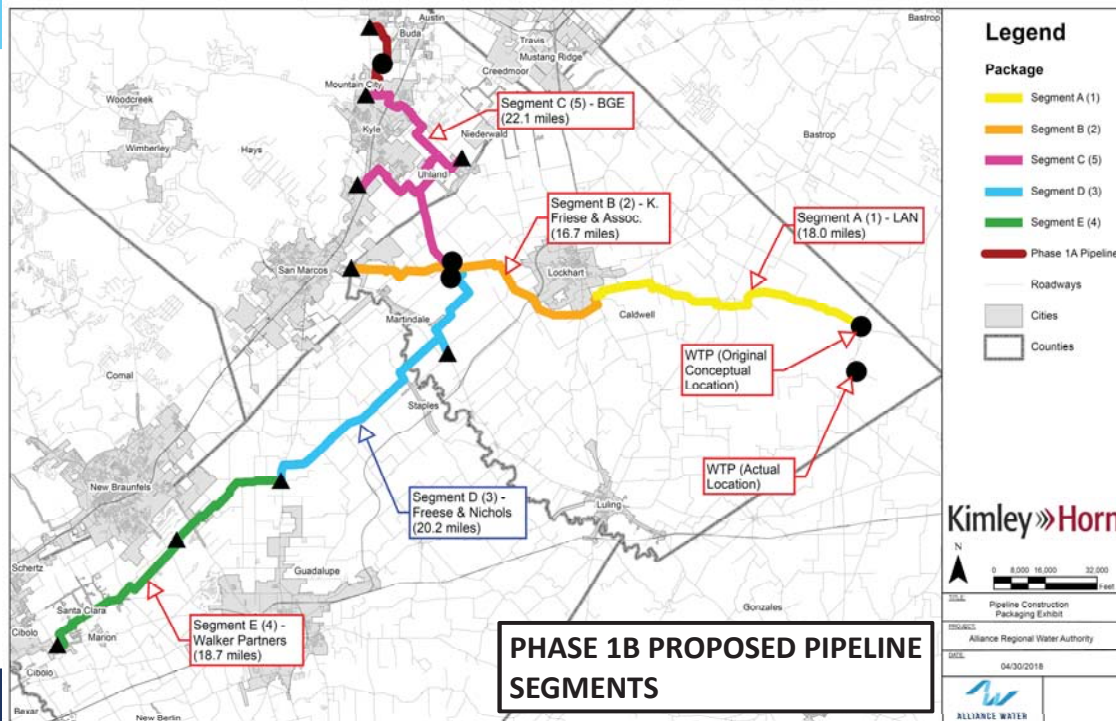 Austin
Bastrop
Buda
Travis
Mustang Ridge
Creedmoor
Mountain City
Woodcreek
Segment C (5) - BGE
(22.1 miles)
Kyle
Niederwald
Bastrop
Wimberley
Hays
Uhland
Segment B (2) - K.
Friese & Assoc.
(16.7 miles)
Segment A (1) - LAN
(18.0 miles)
San Marcos
Lockhart
Martindale
Caldwell
WTP (Original
Conceptual
Location)
Comal
Staples
WTP (Actual
Location)
New Braunfels
Segment D (3) -
Freese & Nichols
(20.2 miles)
Luling
Schertz
Guadalupe
Santa Clara
Segment E (4) -
Walker Partners
(18.7 miles)
Gonzales
Cibolo
Marion
Cibolo
Bexar
New Berlin
PHASE 1B PROPOSED PIPELINE
SEGMENTS
Legend
Package
Segment A (1)
Segment B (2)
Segment C (5)
Segment D (3)
Segment E (4)
Phase 1A Pipeline
Roadways
Cities
Counties
Kimley»Horn
N
0 8,000 16,000 32,000
Feet
TITLE:
Pipeline Construction
Packaging Exhibit
PROJECT:
Alliance Regional Water Authority
DATE:
04/30/2018
ALLIANCE WATER